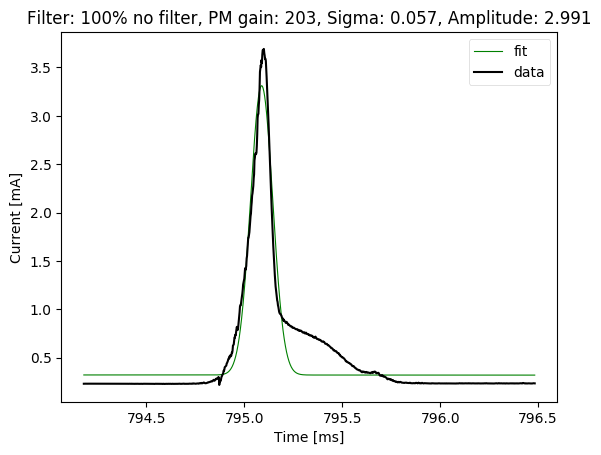 Filter: 100% no filter, PM gain: 203, Sigma: 0.057, Amplitude: 2.991
fit
data
3.5
3.0
2.5
2.0
1.5
1.0
0.5
Current [mA]
794.5 795.0 795.5 796.0 796.5
Time [ms]